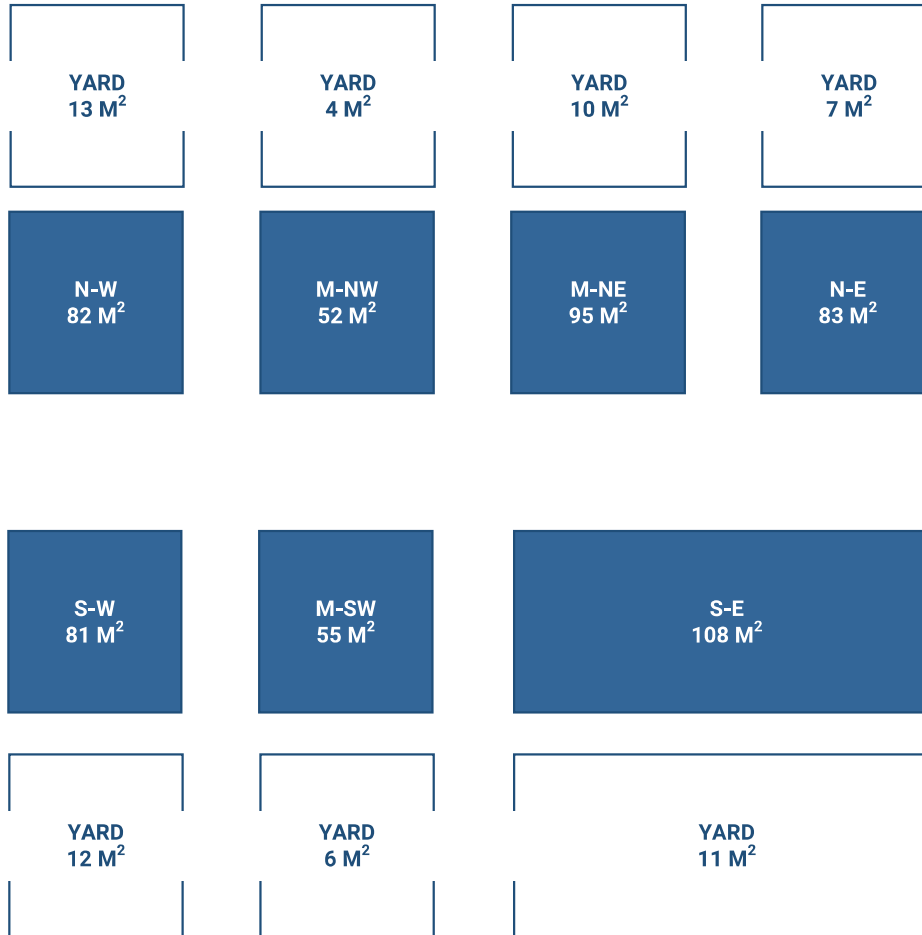 YARD
13 M²
YARD
4 M²
YARD
10 M²
YARD
7 M²
N-W
82 M²
M-NW
52 M²
M-NE
95 M²
N-E
83 M²
S-W
81 M²
M-SW
55 M²
S-E
108 M²
YARD
12 M²
YARD
6 M²
YARD
11 M²